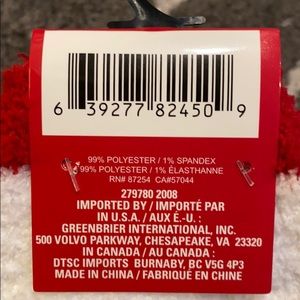 6 39277 82450 9
99% POLYESTER / 1% SPANDEX
99% POLYESTER / 1% ÉLASTHANNE
RN# 87254 CA#57044
279780 2008
IMPORTED BY / IMPORTÉ PAR
IN U.S.A. / AUX É.-U. :
GREENBRIER INTERNATIONAL, INC.
500 VOLVO PARKWAY, CHESAPEAKE, VA 23320
IN CANADA / AU CANADA :
DTSC IMPORTS BURNABY, BC V5G 4P3
MADE IN CHINA / FABRIQUÉ EN CHINE